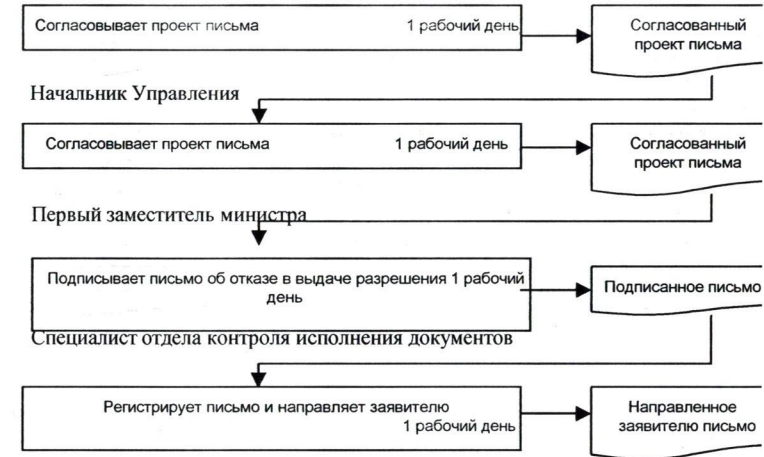 Согласовывает проект письма 1 рабочий день
Согласованный
проект письма
Начальник Управления
Согласовывает проект письма 1 рабочий день
Согласованный
проект письма
Первый заместитель министра
Подписывает письмо об отказе в выдаче разрешения 1 рабочий
день
Подписанное письмо
Специалист отдела контроля исполнения документов
Регистрирует письмо и направляет заявителю
1 рабочий день
Направленное
заявителю письмо